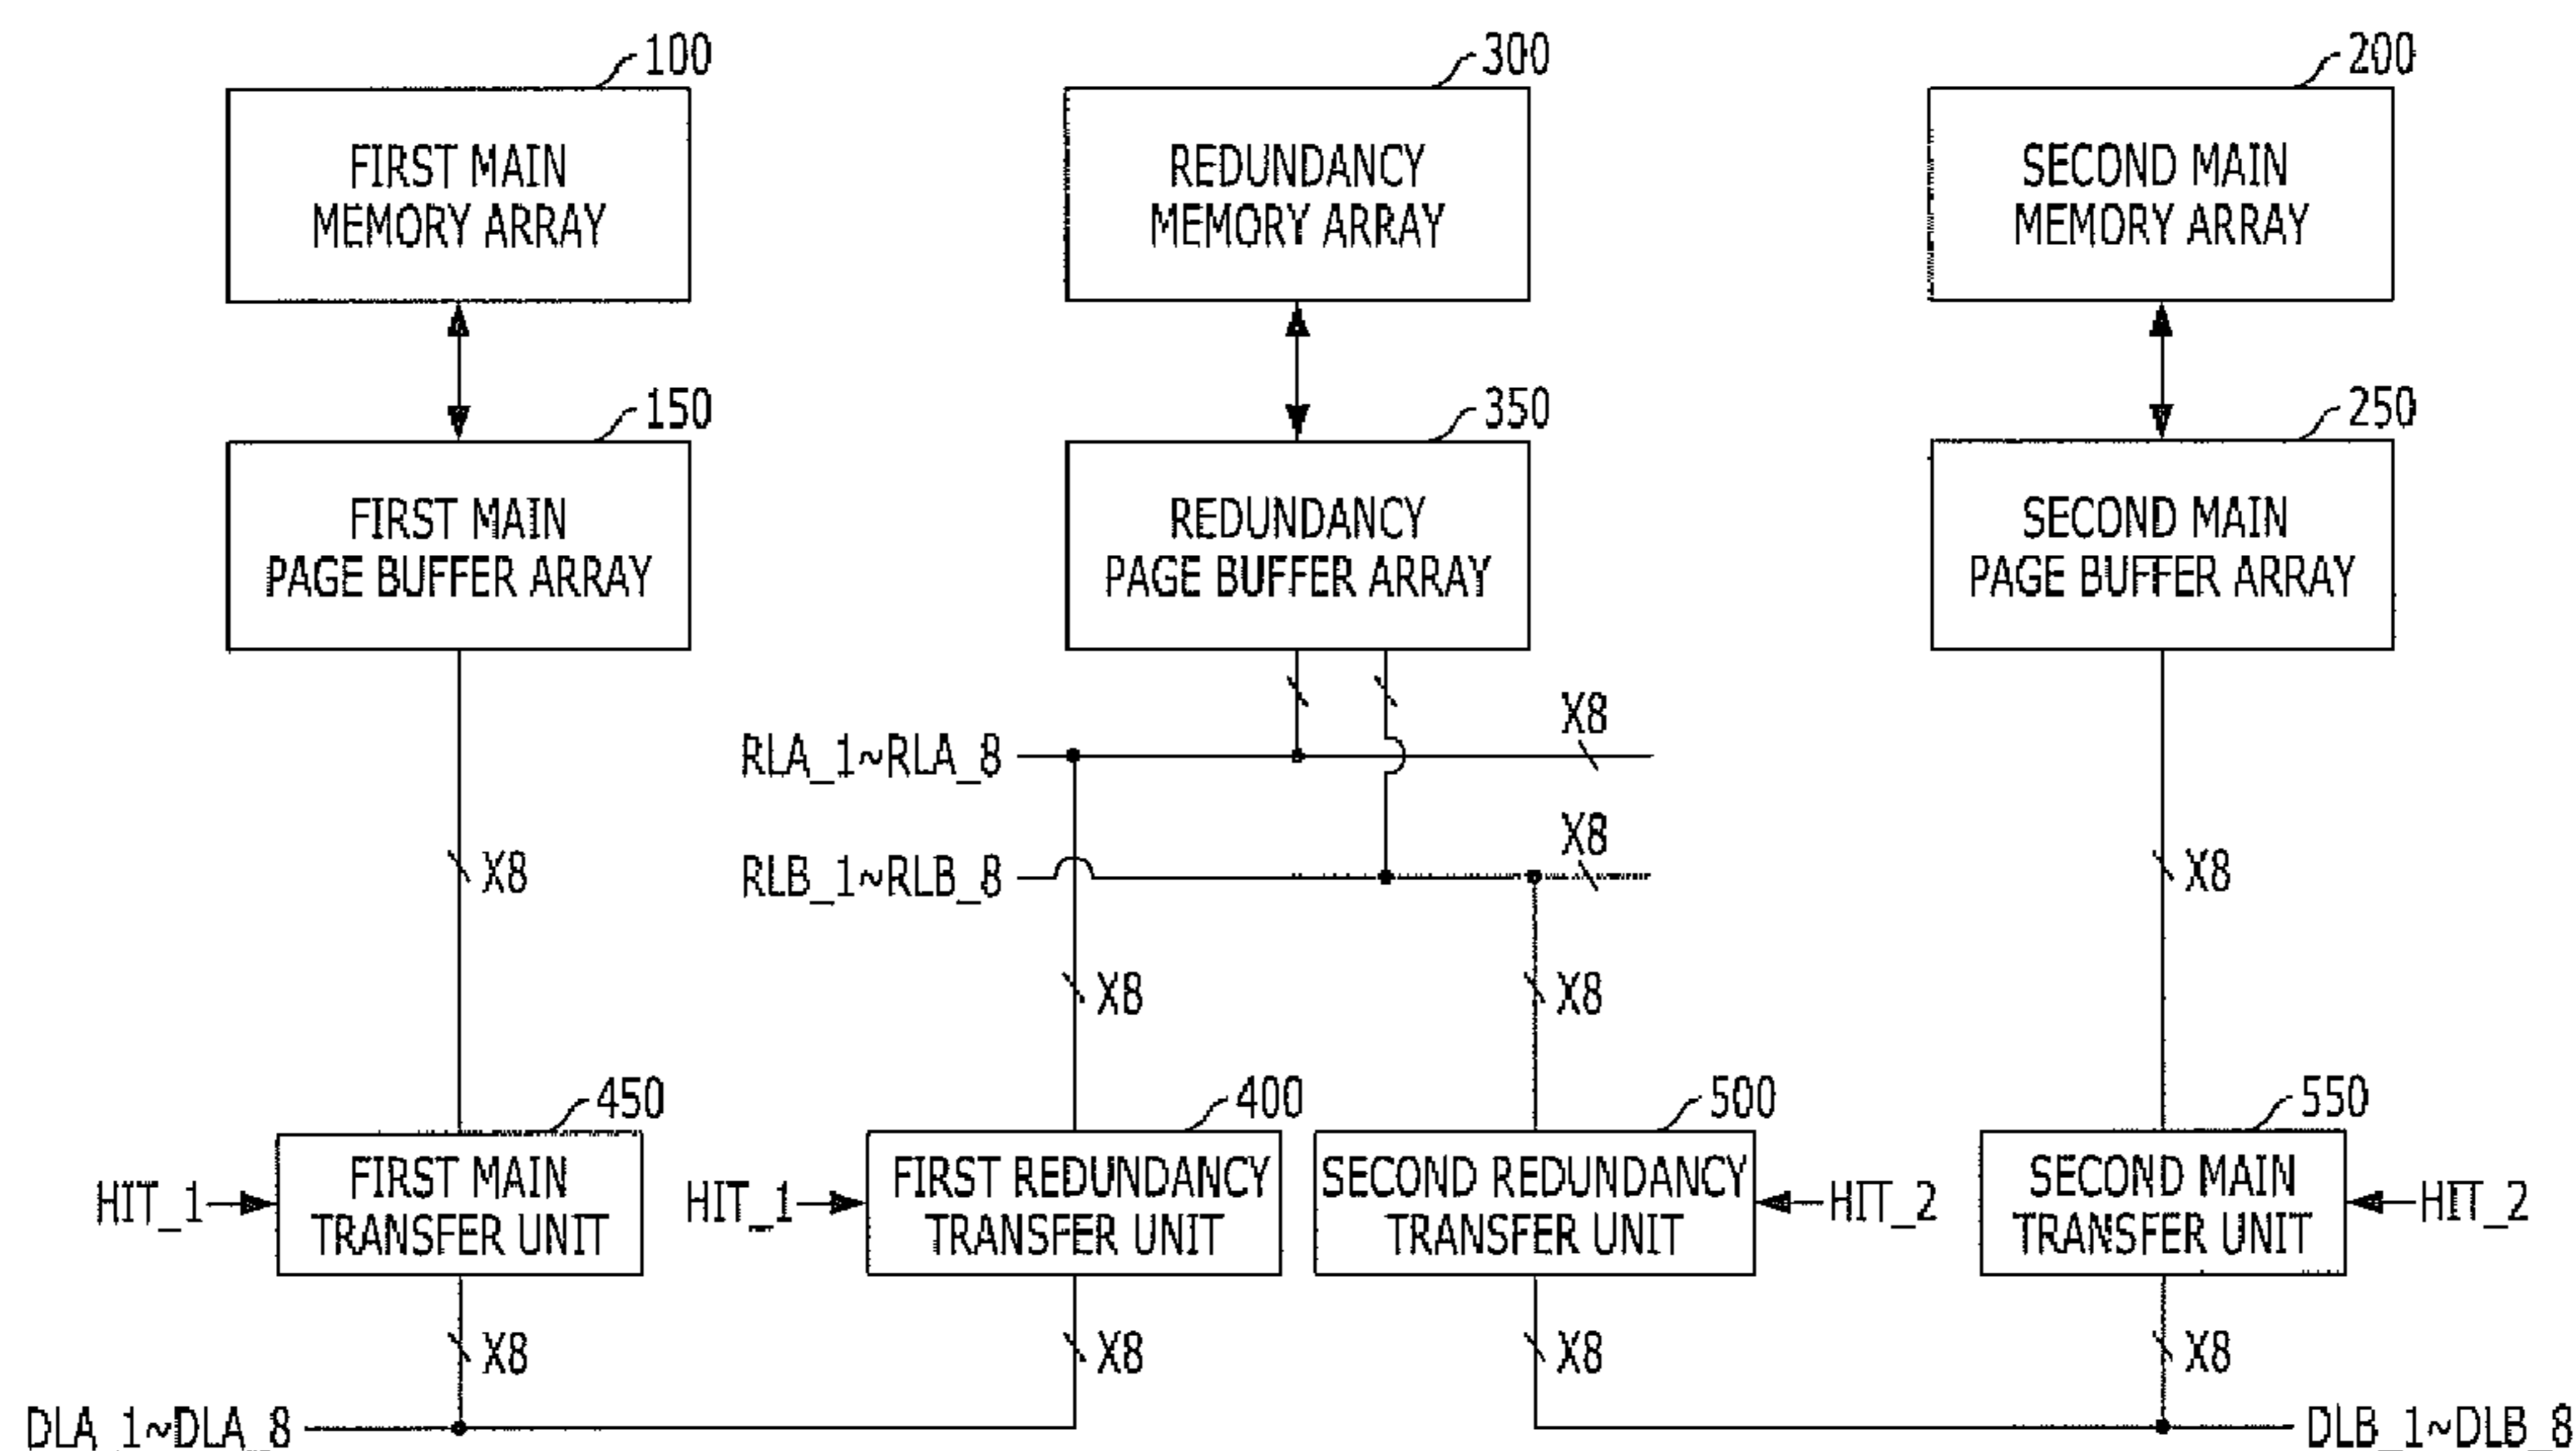 100
300
200
FIRST MAIN
MEMORY ARRAY
REDUNDANCY
MEMORY ARRAY
SECOND MAIN
MEMORY ARRAY
150
350
250
FIRST MAIN
PAGE BUFFER ARRAY
REDUNDANCY
PAGE BUFFER ARRAY
SECOND MAIN
PAGE BUFFER ARRAY
X8
RLA_1~RLA_8
X8
RLB_1~RLB_8
X8
X8
X8
X8
450
400
500
550
HIT_1
FIRST MAIN
TRANSFER UNIT
HIT_1
FIRST REDUNDANCY
TRANSFER UNIT
SECOND REDUNDANCY
TRANSFER UNIT
HIT_2
SECOND MAIN
TRANSFER UNIT
HIT_2
X8
X8
X8
X8
DLA_1~DLA_8
DLB_1~DLB_8